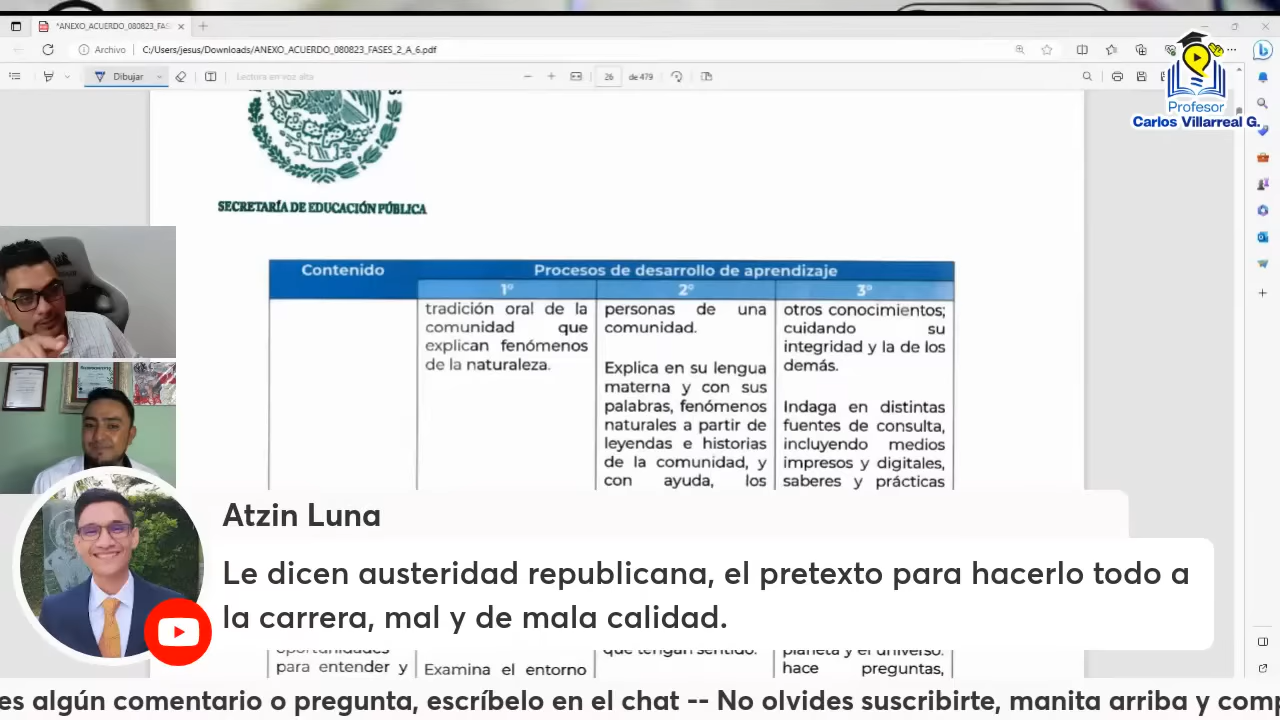 *ANEXO_ACUERDO_080823_FAS
Archivo
C:/Users/jesus/Downloads/ANEXO_ACUERDO_080823_FASES_2_A_6.pdf
Dibujar
Lectura en voz alta
26
de 479
Profesor
Carlos Villarreal G.
SECRETARÍA DE EDUCACIÓN PÚBLICA
Contenido
Procesos de desarrollo de aprendizaje
1°
2°
3°
tradición oral de la
comunidad que
explican fenómenos
de la naturaleza.
personas de una
comunidad.
Explica en su lengua
materna y con sus
palabras, fenómenos
naturales a partir de
leyendas e historias
de la comunidad, y
con ayuda, los
otros conocimientos;
cuidando su
integridad y la de los
demás.
Indaga en distintas
fuentes de consulta,
incluyendo medios
impresos y digitales,
saberes y prácticas
Atzin Luna
Le dicen austeridad republicana, el pretexto para hacerlo todo a
la carrera, mal y de mala calidad.
oportunidades
para entender y
Examina el entorno
que tengan sentido.
planeta y el universo:
hace preguntas,
es algún comentario o pregunta, escríbelo en el chat -- No olvides suscribirte, manita arriba y comp